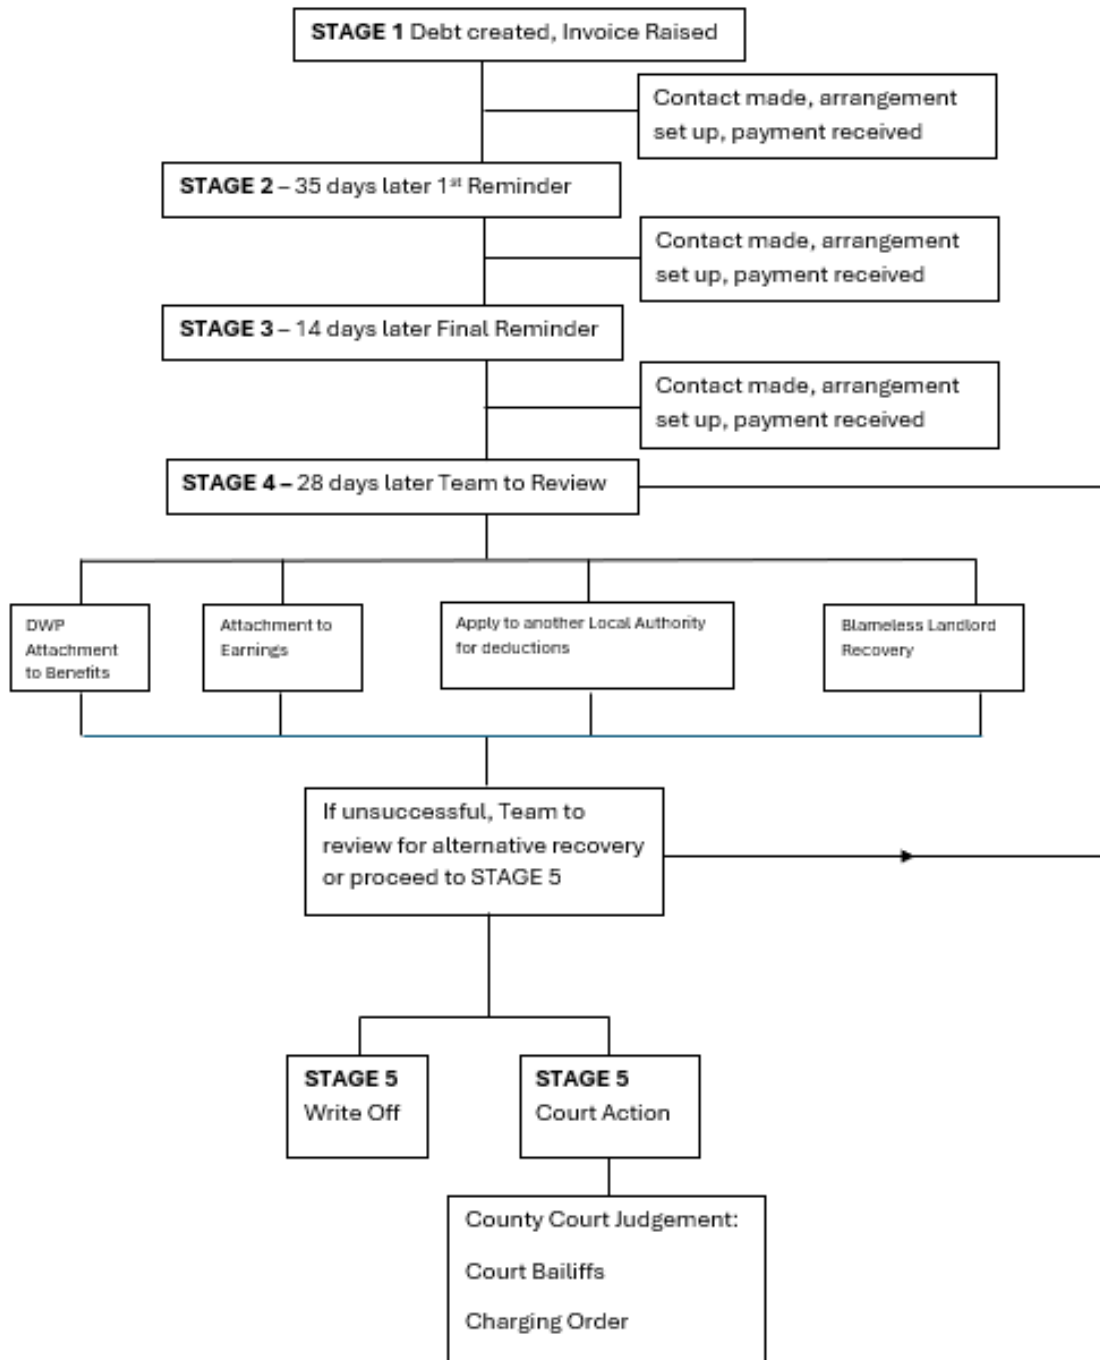 STAGE 1 Debt created, Invoice Raised
Contact made, arrangement
set up, payment received
STAGE 2 – 35 days later 1st Reminder
Contact made, arrangement
set up, payment received
STAGE 3 – 14 days later Final Reminder
Contact made, arrangement
set up, payment received
STAGE 4 – 28 days later Team to Review
DWP
Attachment
to Benefits
Attachment to
Earnings
Apply to another Local Authority
for deductions
Blameless Landlord
Recovery
If unsuccessful, Team to
review for alternative recovery
or proceed to STAGE 5
STAGE 5
Write Off
STAGE 5
Court Action
County Court Judgement:
Court Bailiffs
Charging Order